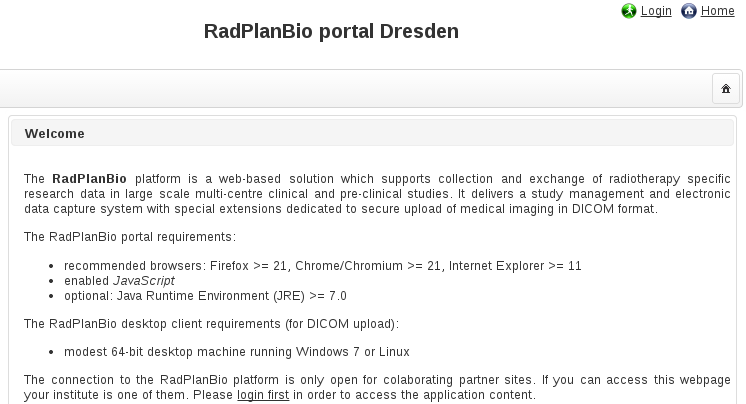 Login Home
RadPlanBio portal Dresden
Welcome
The RadPlanBio platform is a web-based solution which supports collection and exchange of radiotherapy specific
research data in large scale multi-centre clinical and pre-clinical studies. It delivers a study management and electronic
data capture system with special extensions dedicated to secure upload of medical imaging in DICOM format.
The RadPlanBio portal requirements:
• recommended browsers: Firefox >= 21, Chrome/Chromium >= 21, Internet Explorer >= 11
• enabled JavaScript
• optional: Java Runtime Environment (JRE) >= 7.0
The RadPlanBio desktop client requirements (for DICOM upload):
• modest 64-bit desktop machine running Windows 7 or Linux
The connection to the RadPlanBio platform is only open for colaborating partner sites. If you can access this webpage
your institute is one of them. Please login first in order to access the application content.